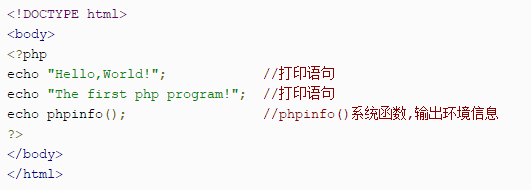 <!DOCTYPE html>
<body>
<?php
echo "Hello,World!";            //打印语句
echo "The first php program!";  //打印语句
echo phpinfo();                 //phpinfo()系统函数,输出环境信息
?>
</body>
</html>